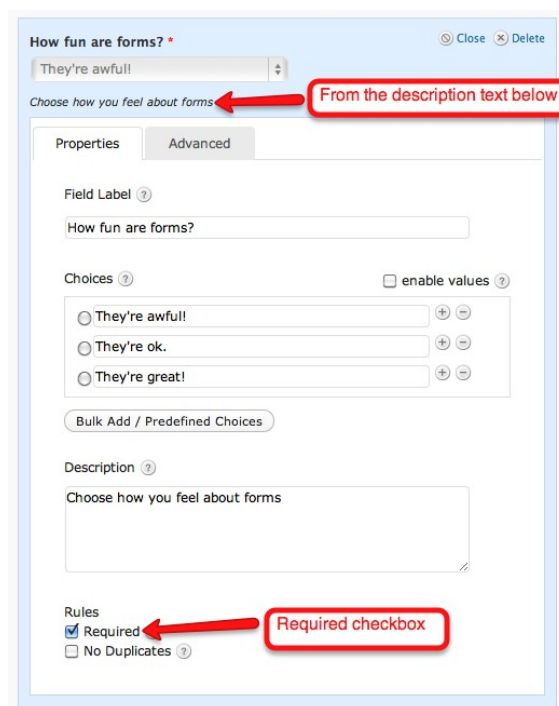 How fun are forms? * Close Delete
They're awful!
Choose how you feel about forms
From the description text below
Properties Advanced
Field Label ?
How fun are forms?
Choices ? enable values ?
They're awful!
They're ok.
They're great!
Bulk Add / Predefined Choices
Description ?
Choose how you feel about forms
Rules
Required
Required checkbox
No Duplicates ?